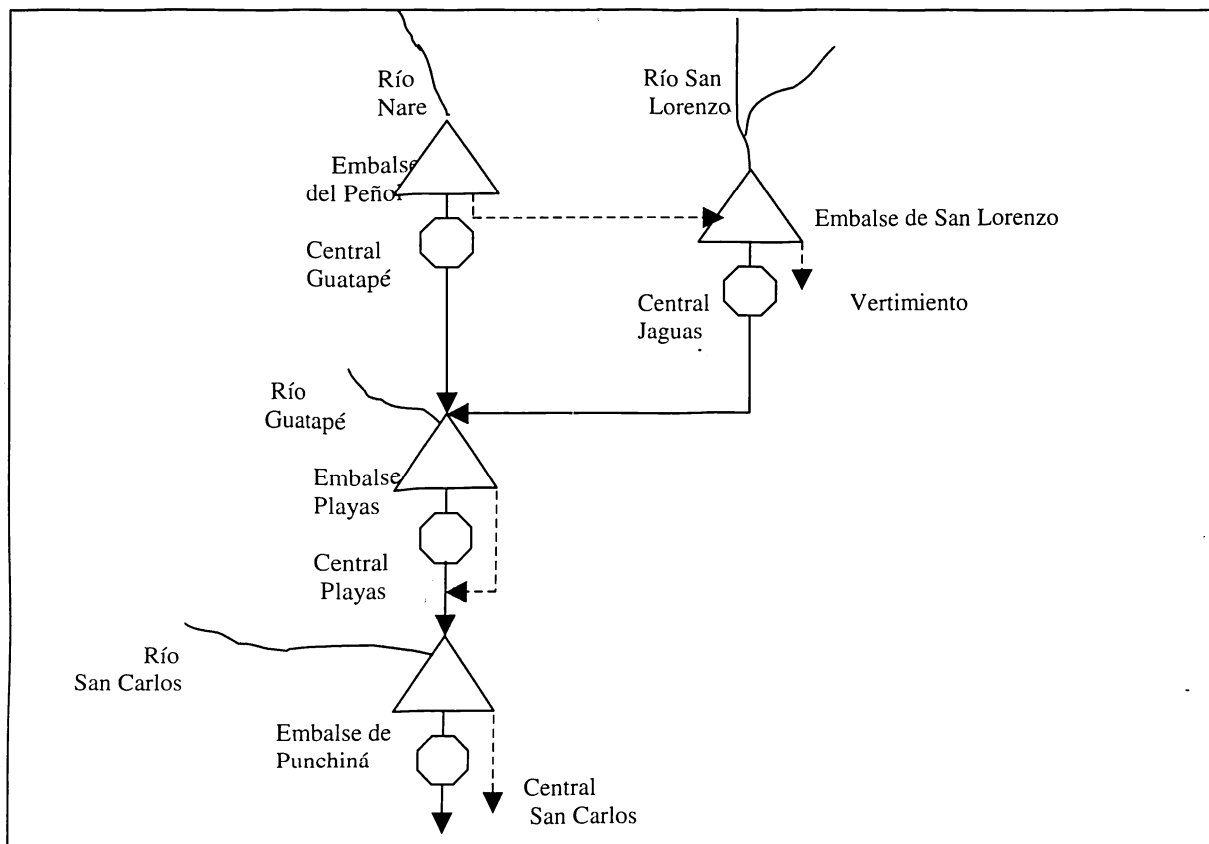 Río
Nare
Río San
Lorenzo
Embalse
del Peñol
Embalse de San Lorenzo
Central
Guatapé
Central
Jaguas
Vertimiento
Río
Guatapé
Embalse
Playas
Central
Playas
Río
San Carlos
Embalse de
Punchiná
Central
San Carlos